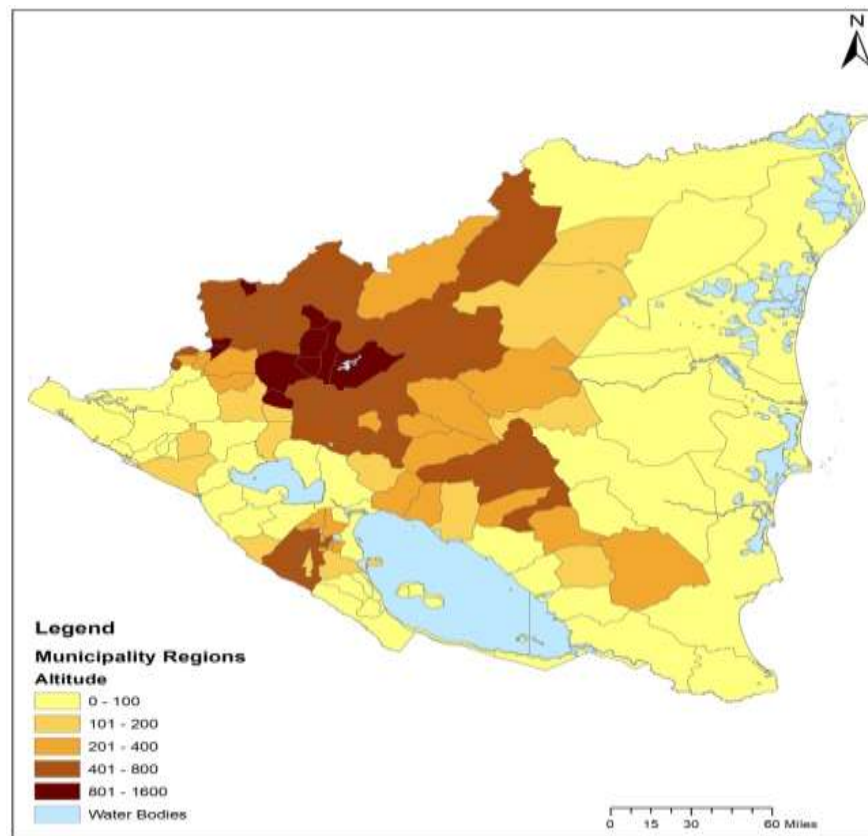 N
Legend
Municipality Regions
Altitude
0 - 100
101 - 200
201 - 400
401 - 800
801 - 1600
Water Bodies
0 15 30 60 Miles